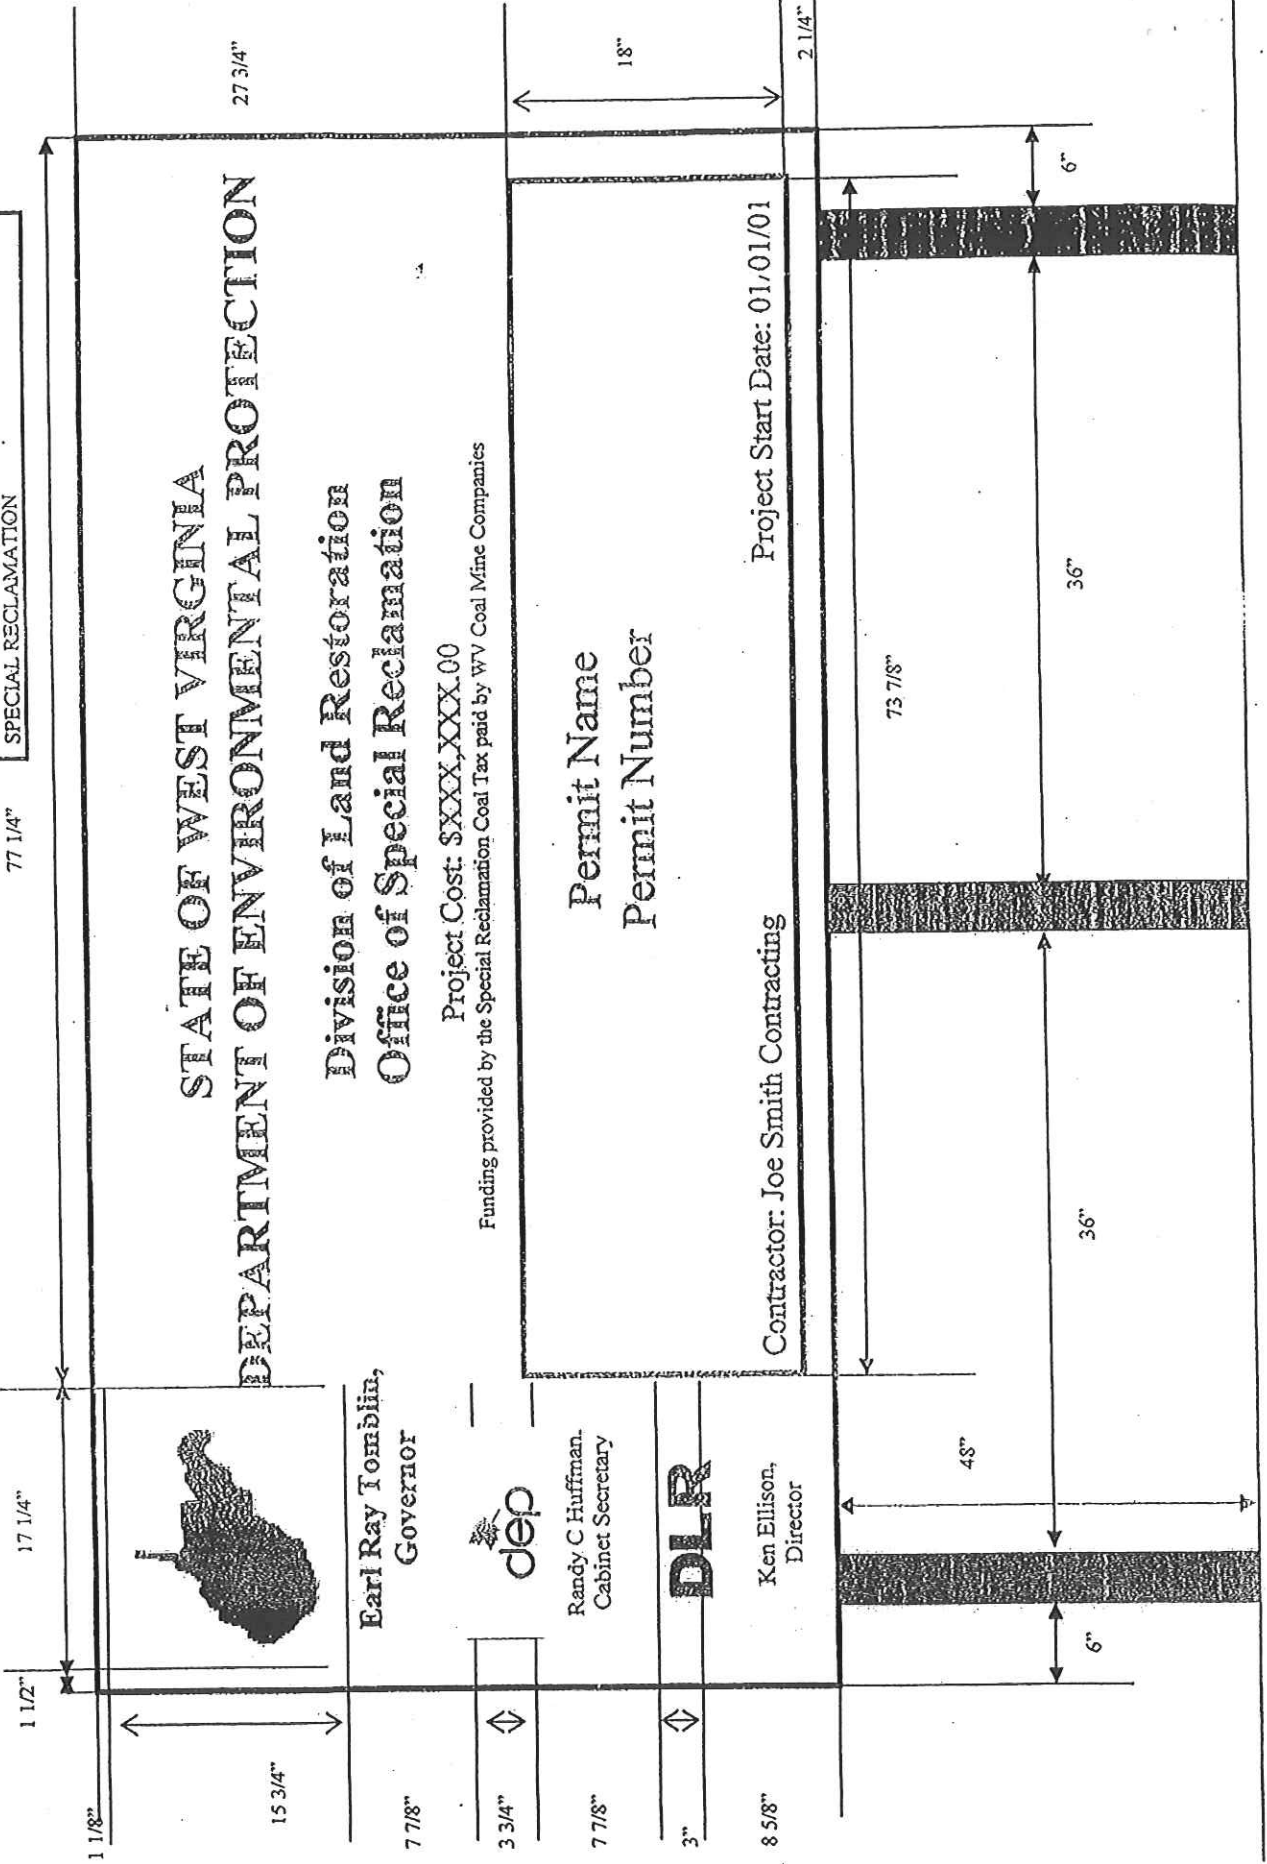 SPECIAL RECLAMATION
1 1/2”
17 1/4”
77 1/4”
1 1/8”
15 3/4”
7 7/8”
3 3/4”
7 7/8”
3”
8 5/8”
STATE OF WEST VIRGINIA
DEPARTMENT OF ENVIRONMENTAL PROTECTION
Division of Land Restoration
Office of Special Reclamation
Project Cost: $XXX,XXX.00
Funding provided by the Special Reclamation Coal Tax paid by WV Coal Mine Companies
Earl Ray Tomblin,
Governor
dep
Randy C Huffman.
Cabinet Secretary
DLR
Ken Ellison,
Director
Permit Name
Permit Number
Contractor: Joe Smith Contracting
Project Start Date: 01/01/01
27 3/4”
18”
2 1/4”
73 7/8”
48”
6”
36”
36”
6”